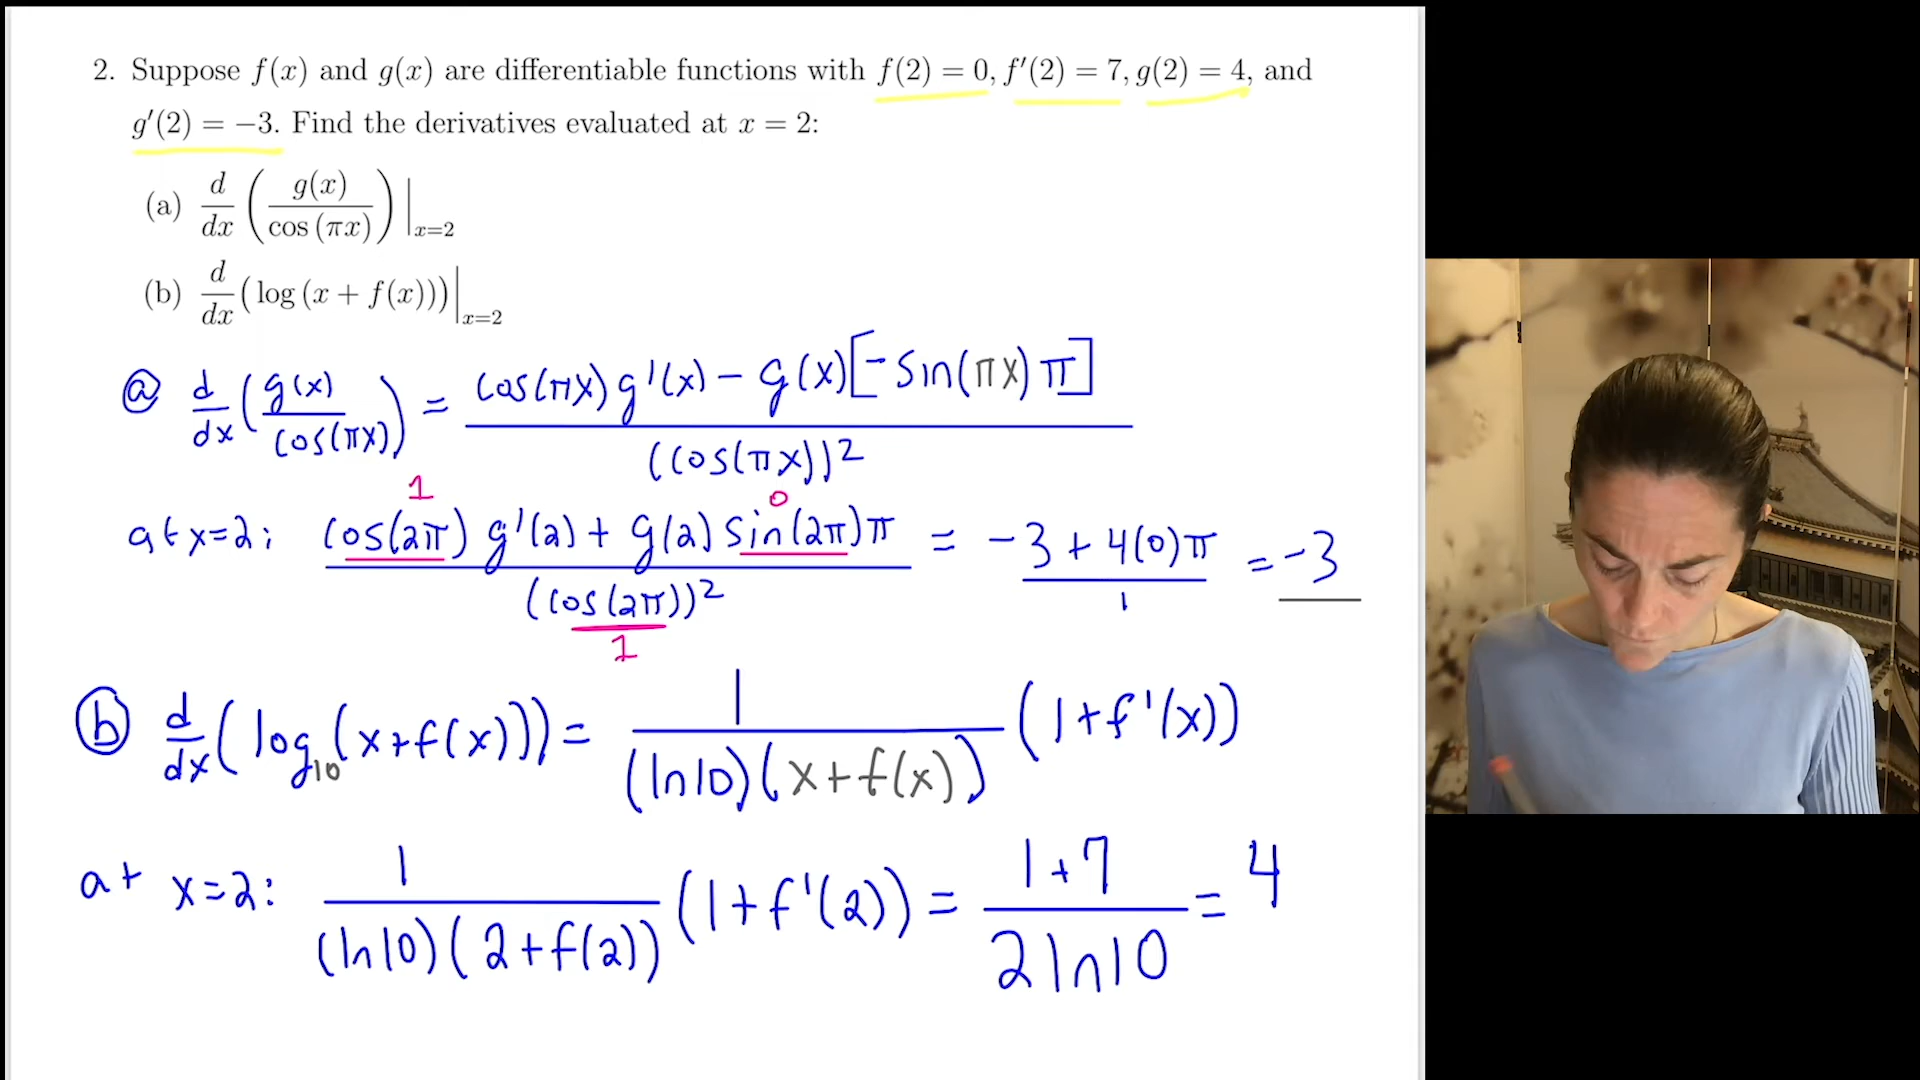 2. Suppose f(x) and g(x) are differentiable functions with f(2) = 0, f′(2) = 7, g(2) = 4, and
g′(2) = −3. Find the derivatives evaluated at x = 2:
(a) d/dx (g(x)/cos (πx))|x=2
(b) d/dx (log (x + f(x)))|x=2
ⓐ d/dx (g(x)/cos(πx)) = cos(πx) g'(x) − g(x)[−sin(πx) π] / (cos(πx))²
1 0
at x=2: cos(2π) g'(2) + g(2) sin(2π) π / (cos(2π))² = −3 + 4(0)π / 1 = −3
1
ⓑ d/dx (log₁₀(x+f(x))) = 1 / (ln10)(x+f(x)) (1+f'(x))
at x=2: 1 / (ln10)(2+f(2)) (1+f'(2)) = 1+7 / 2ln10 = 4